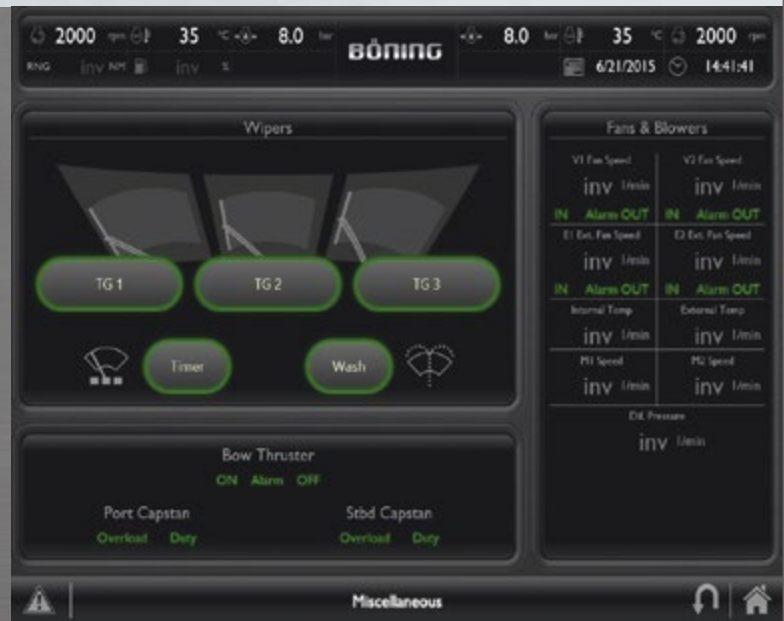 2000 rpm 35 °C 8.0 bar BÖNING 8.0 bar 35 °C 2000 rpm
RNG inv NM inv % 6/21/2015 14:41:41
Wipers
TG 1 TG 2 TG 3
Timer Wash
Bow Thruster
ON Alarm OFF
Port Capstan Stbd Capstan
Overload Duty Overload Duty
Fans & Blowers
V1 Fan Speed V2 Fan Speed
inv 1/min inv 1/min
IN Alarm OUT IN Alarm OUT
E1 Ext. Fan Speed E2 Ext. Fan Speed
inv 1/min inv 1/min
IN Alarm OUT IN Alarm OUT
Internal Temp External Temp
inv 1/min inv 1/min
M1 Speed M2 Speed
inv 1/min inv 1/min
Dif. Pressure
inv 1/min
Miscellaneous